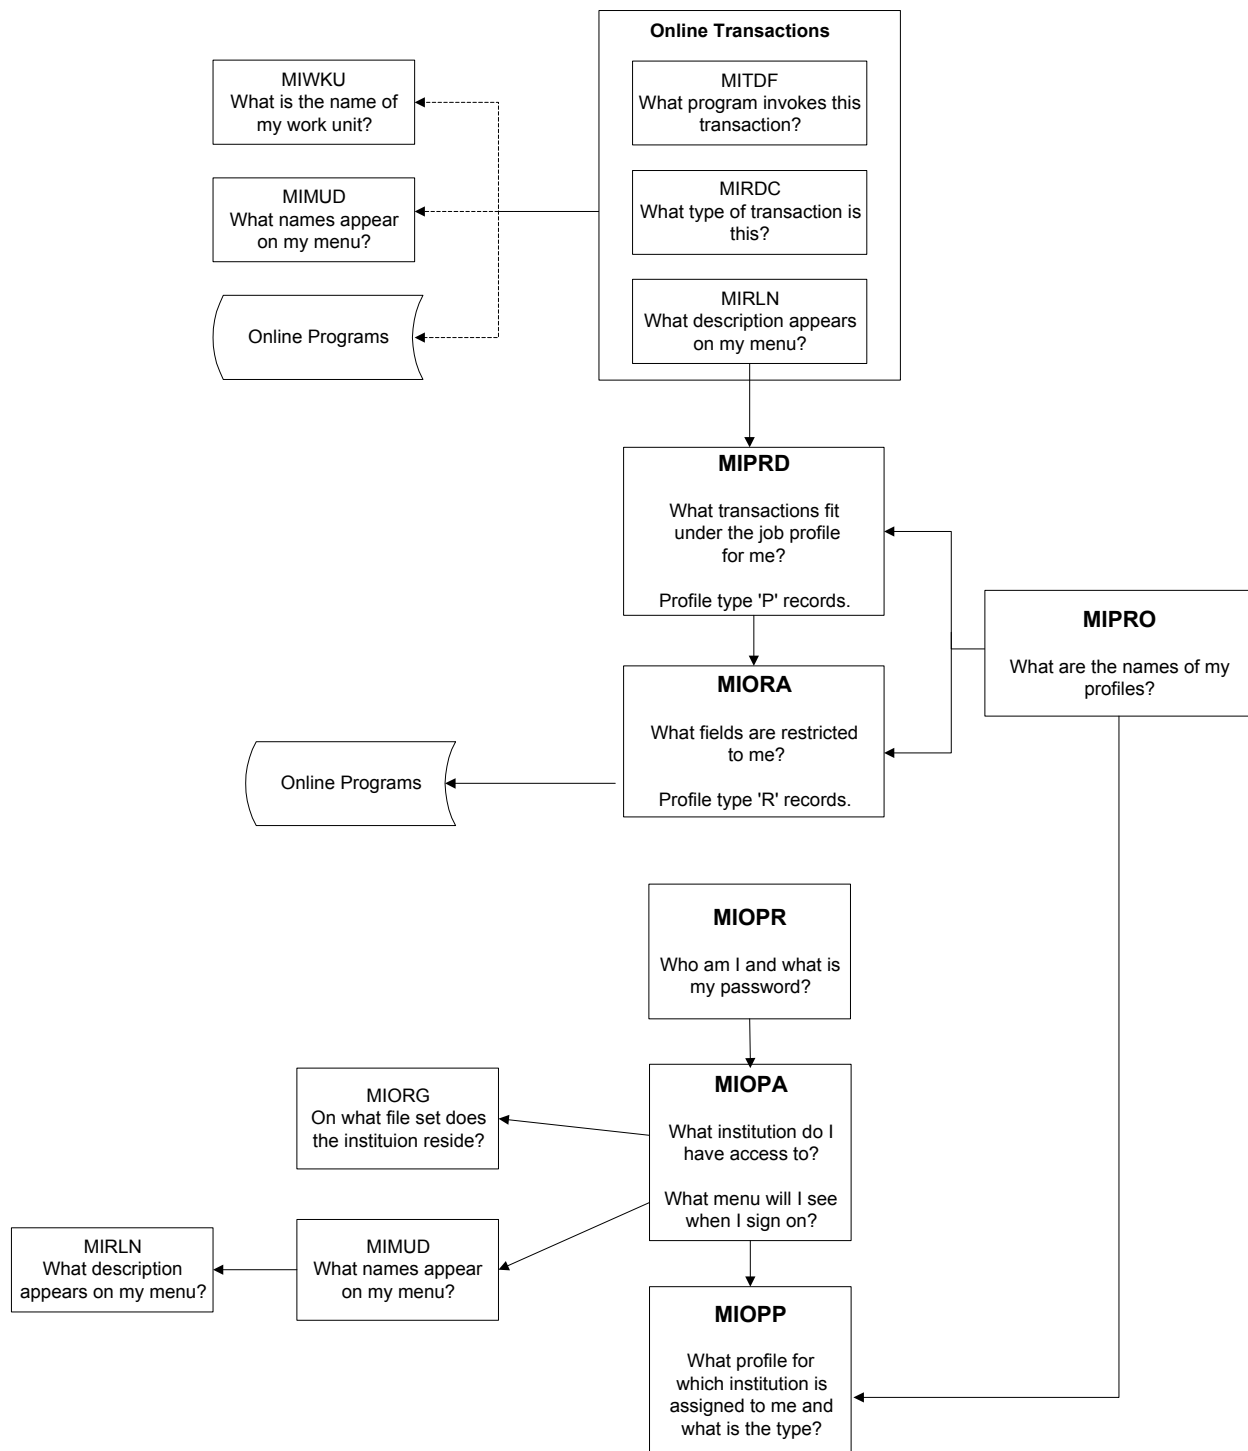 Online Transactions
MITDF
What program invokes this
transaction?
MIRDC
What type of transaction is
this?
MIRLN
What description appears
on my menu?
MIWKU
What is the name of
my work unit?
MIMUD
What names appear
on my menu?
Online Programs
MIPRD
What transactions fit
under the job profile
for me?
Profile type 'P' records.
MIPRO
What are the names of my
profiles?
MIORA
What fields are restricted
to me?
Profile type 'R' records.
Online Programs
MIOPR
Who am I and what is
my password?
MIOPA
What institution do I
have access to?
What menu will I see
when I sign on?
MIORG
On what file set does
the instituion reside?
MIMUD
What names appear
on my menu?
MIRLN
What description
appears on my menu?
MIOPP
What profile for
which institution is
assigned to me and
what is the type?